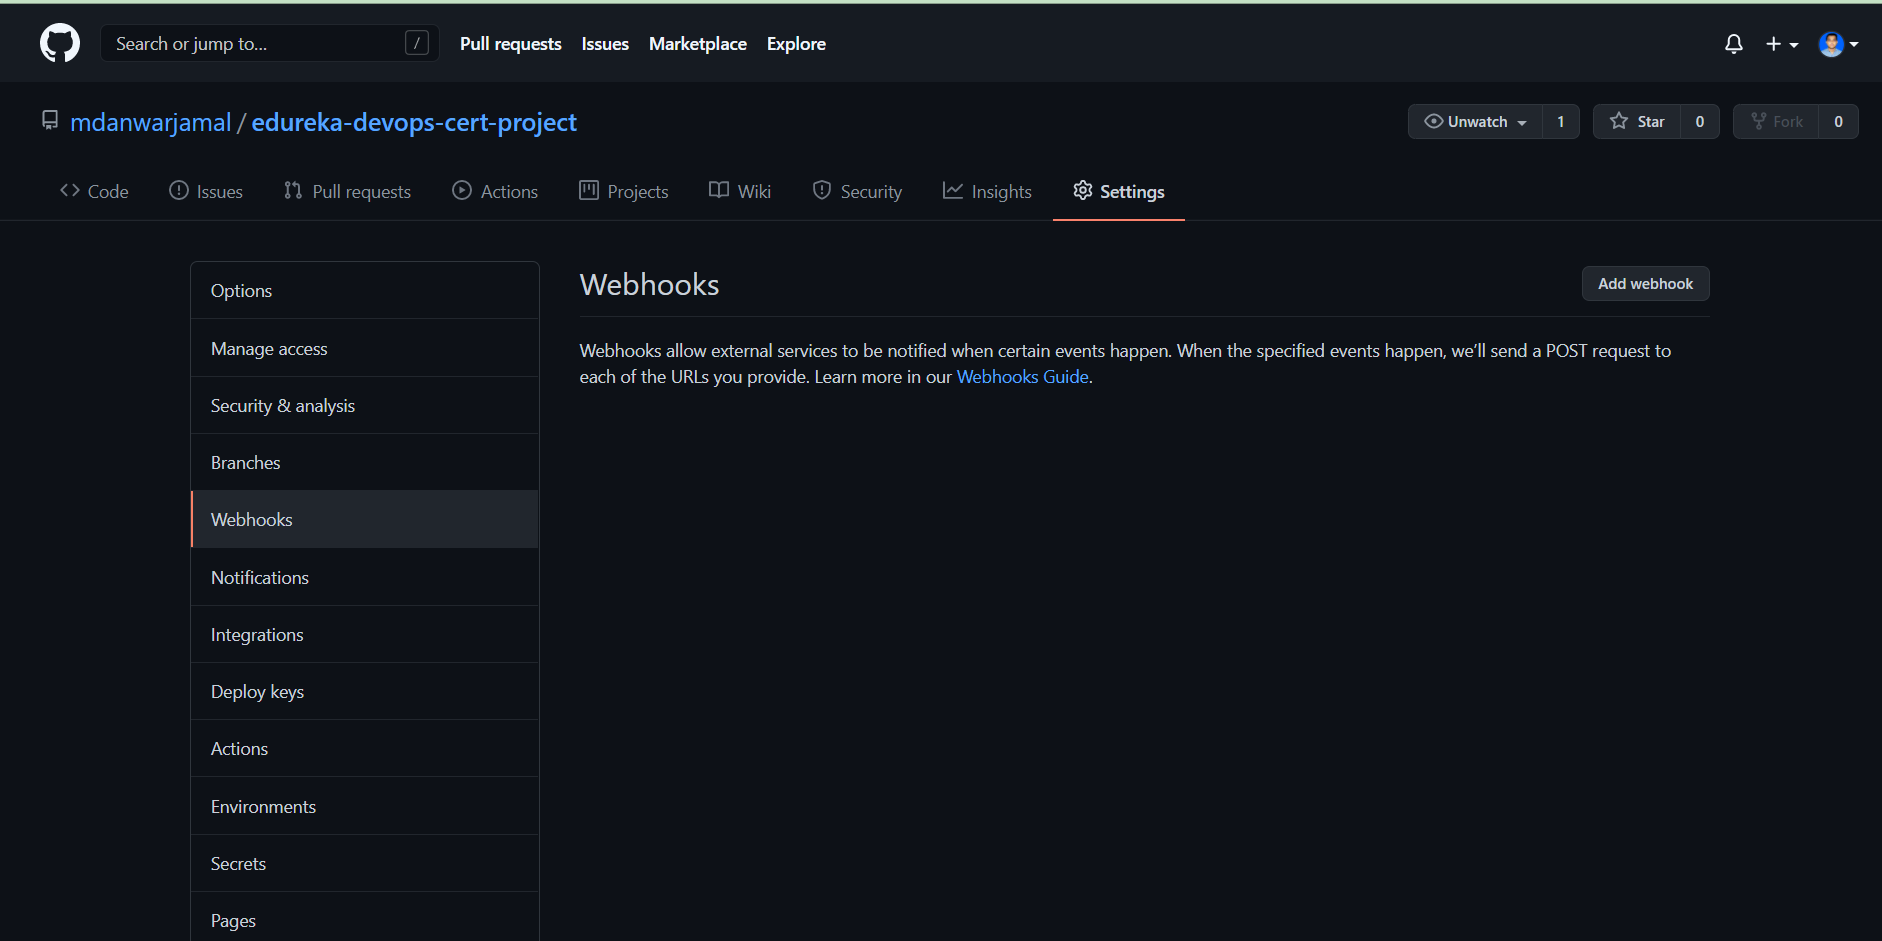 Search or jump to... / Pull requests Issues Marketplace Explore
mdanwarjamal / edureka-devops-cert-project Unwatch 1 Star 0 Fork 0
Code Issues Pull requests Actions Projects Wiki Security Insights Settings
Options
Manage access
Security & analysis
Branches
Webhooks
Notifications
Integrations
Deploy keys
Actions
Environments
Secrets
Pages
Webhooks Add webhook
Webhooks allow external services to be notified when certain events happen. When the specified events happen, we’ll send a POST request to
each of the URLs you provide. Learn more in our Webhooks Guide.